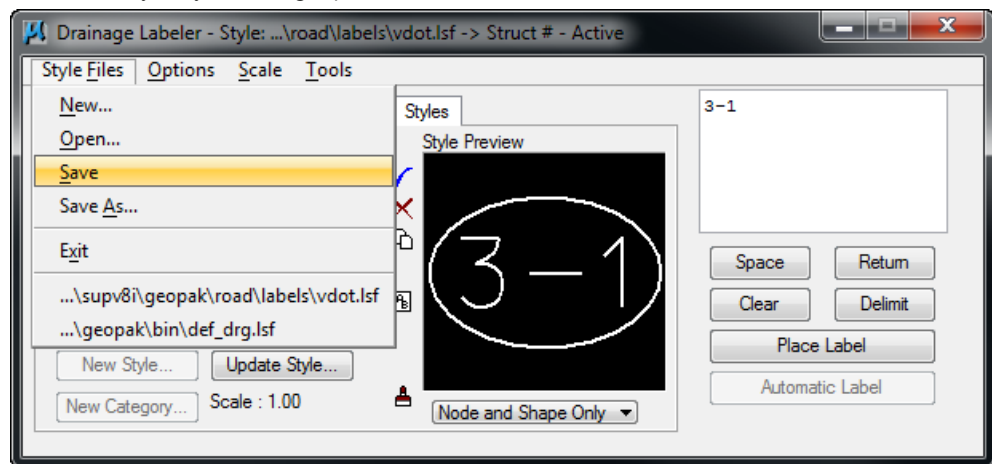 Drainage Labeler - Style: ...\road\labels\vdot.lsf -> Struct # - Active
Style Files Options Scale Tools
New...
Open...
Save
Save As...
Exit
...\supv8i\geopak\road\labels\vdot.lsf
...\geopak\bin\def_drg.lsf
New Style... Update Style...
New Category... Scale : 1.00
Styles
Style Preview
3-1
Node and Shape Only
3-1
Space Return
Clear Delimit
Place Label
Automatic Label